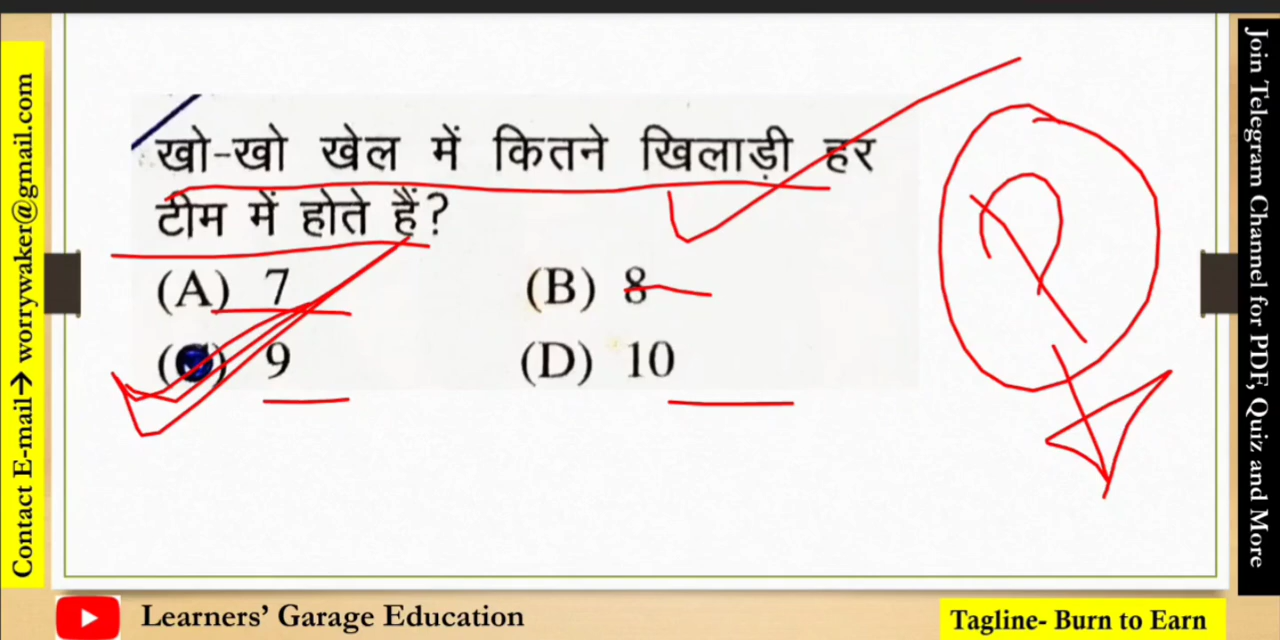 खो-खो खेल में कितने खिलाड़ी हर
टीम में होते हैं?
(A) 7 (B) 8
(C) 9 (D) 10
Contact E-mail→ worrywaker@gmail.com
Join Telegram Channel for PDF, Quiz and More
Learners' Garage Education
Tagline- Burn to Earn